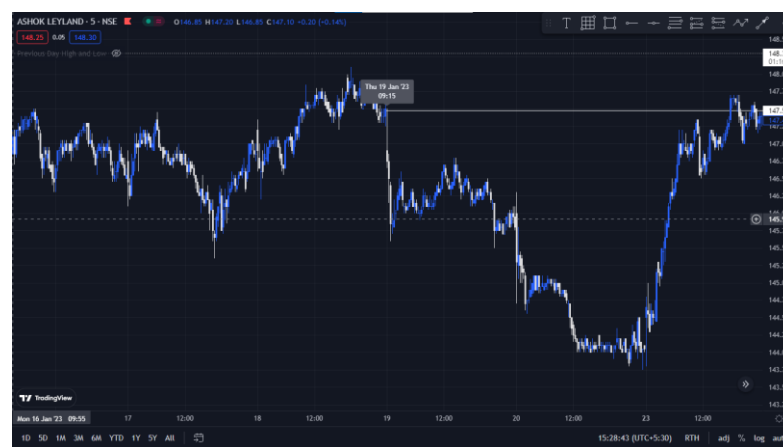 ASHOK LEYLAND · 5 · NSE O146.85 H147.20 L146.85 C147.10 +0.20 (+0.14%)
148.25 0.05 148.30
Previous Day High and Low
Thu 19 Jan '23
09:15
TradingView
Mon 16 Jan '23 09:55 17 12:00 18 12:00 19 12:00 20 12:00 23 12:00
1D 5D 1M 3M 6M YTD 1Y 5Y All 15:28:43 (UTC+5:30) RTH adj % log